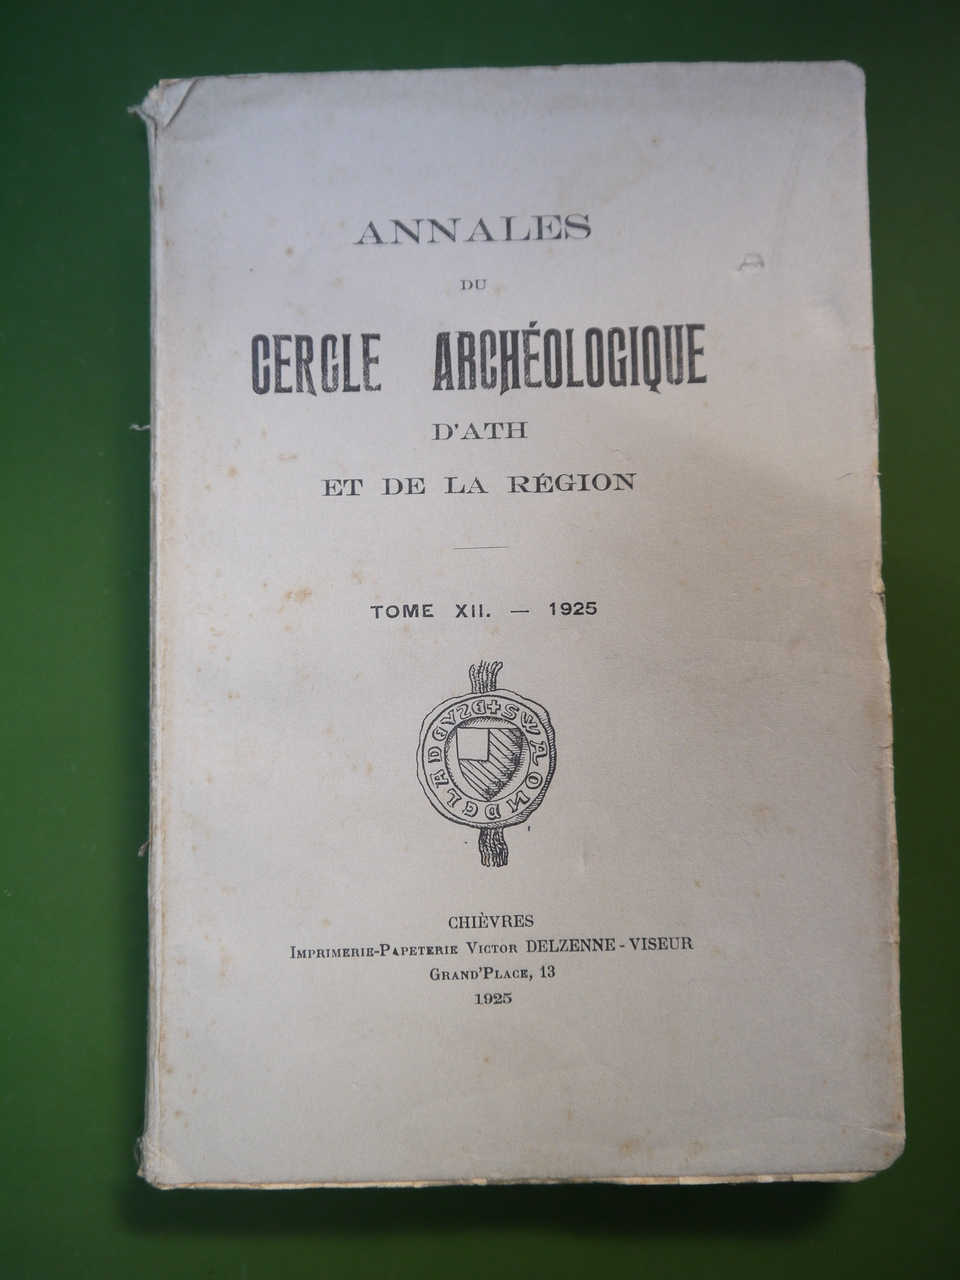 ANNALES
DU
CERCLE ARCHÉOLOGIQUE
D'ATH
ET DE LA RÉGION
TOME XII. — 1925
CHIÈVRES
IMPRIMERIE-PAPETERIE VICTOR DELZENNE-VISEUR
GRAND'PLACE, 13
1925